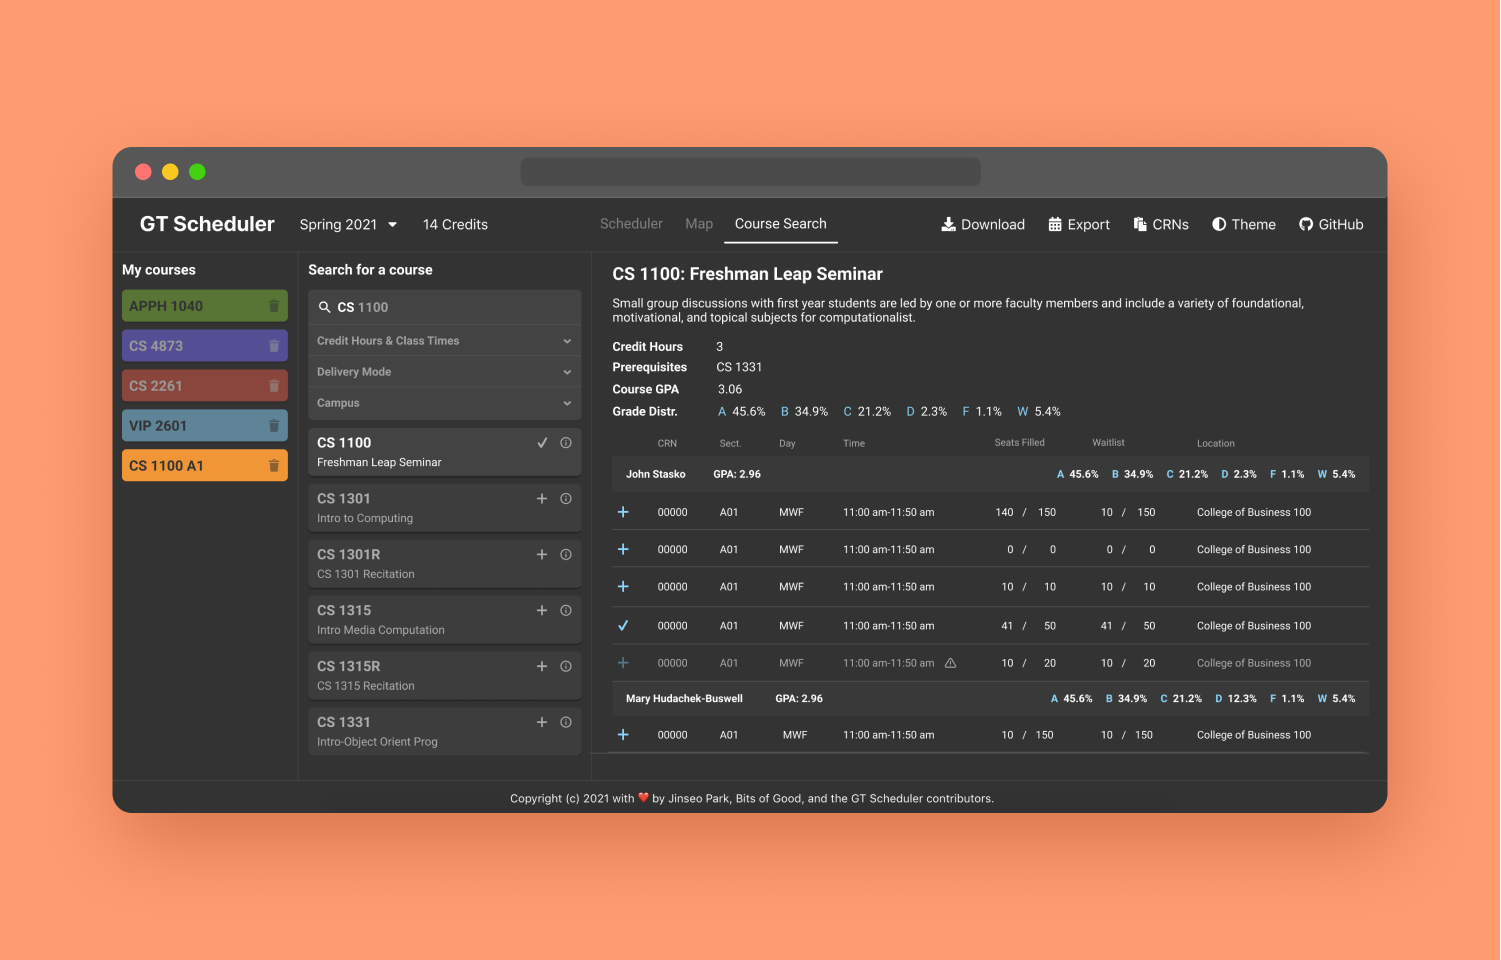 GT Scheduler Spring 2021 14 Credits Scheduler Map Course Search Download Export CRNs Theme GitHub
My courses
APPH 1040
CS 4873
CS 2261
VIP 2601
CS 1100 A1
Search for a course
CS 1100
Credit Hours & Class Times
Delivery Mode
Campus
CS 1100
Freshman Leap Seminar
CS 1301
Intro to Computing
CS 1301R
CS 1301 Recitation
CS 1315
Intro Media Computation
CS 1315R
CS 1315 Recitation
CS 1331
Intro-Object Orient Prog
CS 1100: Freshman Leap Seminar
Small group discussions with first year students are led by one or more faculty members and include a variety of foundational,
motivational, and topical subjects for computationalist.
Credit Hours 3
Prerequisites CS 1331
Course GPA 3.06
Grade Distr. A 45.6% B 34.9% C 21.2% D 2.3% F 1.1% W 5.4%
CRN Sect. Day Time Seats Filled Waitlist Location
John Stasko GPA: 2.96 A 45.6% B 34.9% C 21.2% D 2.3% F 1.1% W 5.4%
00000 A01 MWF 11:00 am-11:50 am 140 / 150 10 / 150 College of Business 100
00000 A01 MWF 11:00 am-11:50 am 0 / 0 0 / 0 College of Business 100
00000 A01 MWF 11:00 am-11:50 am 10 / 10 10 / 10 College of Business 100
00000 A01 MWF 11:00 am-11:50 am 41 / 50 41 / 50 College of Business 100
00000 A01 MWF 11:00 am-11:50 am 10 / 20 10 / 20 College of Business 100
Mary Hudachek-Buswell GPA: 2.96 A 45.6% B 34.9% C 21.2% D 12.3% F 1.1% W 5.4%
00000 A01 MWF 11:00 am-11:50 am 10 / 150 10 / 150 College of Business 100
Copyright (c) 2021 with ❤️ by Jinseo Park, Bits of Good, and the GT Scheduler contributors.